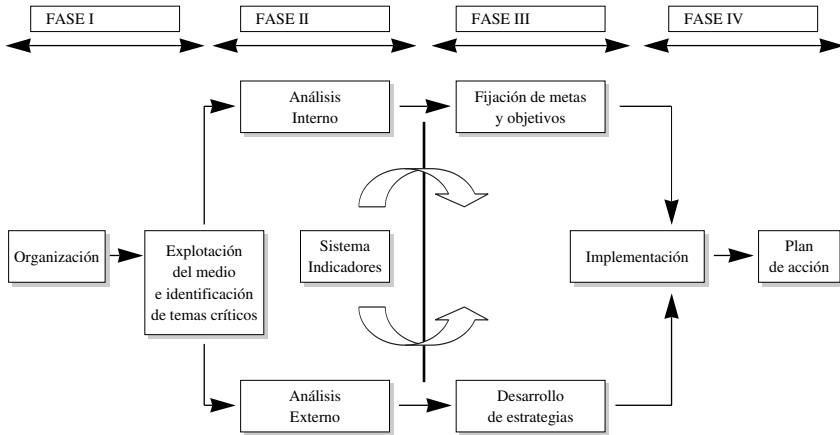 FASE I
FASE II
FASE III
FASE IV
Análisis
Interno
Fijación de metas
y objetivos
Organización
Explotación
del medio
e identificación
de temas críticos
Sistema
Indicadores
Implementación
Plan
de acción
Análisis
Externo
Desarrollo
de estrategias